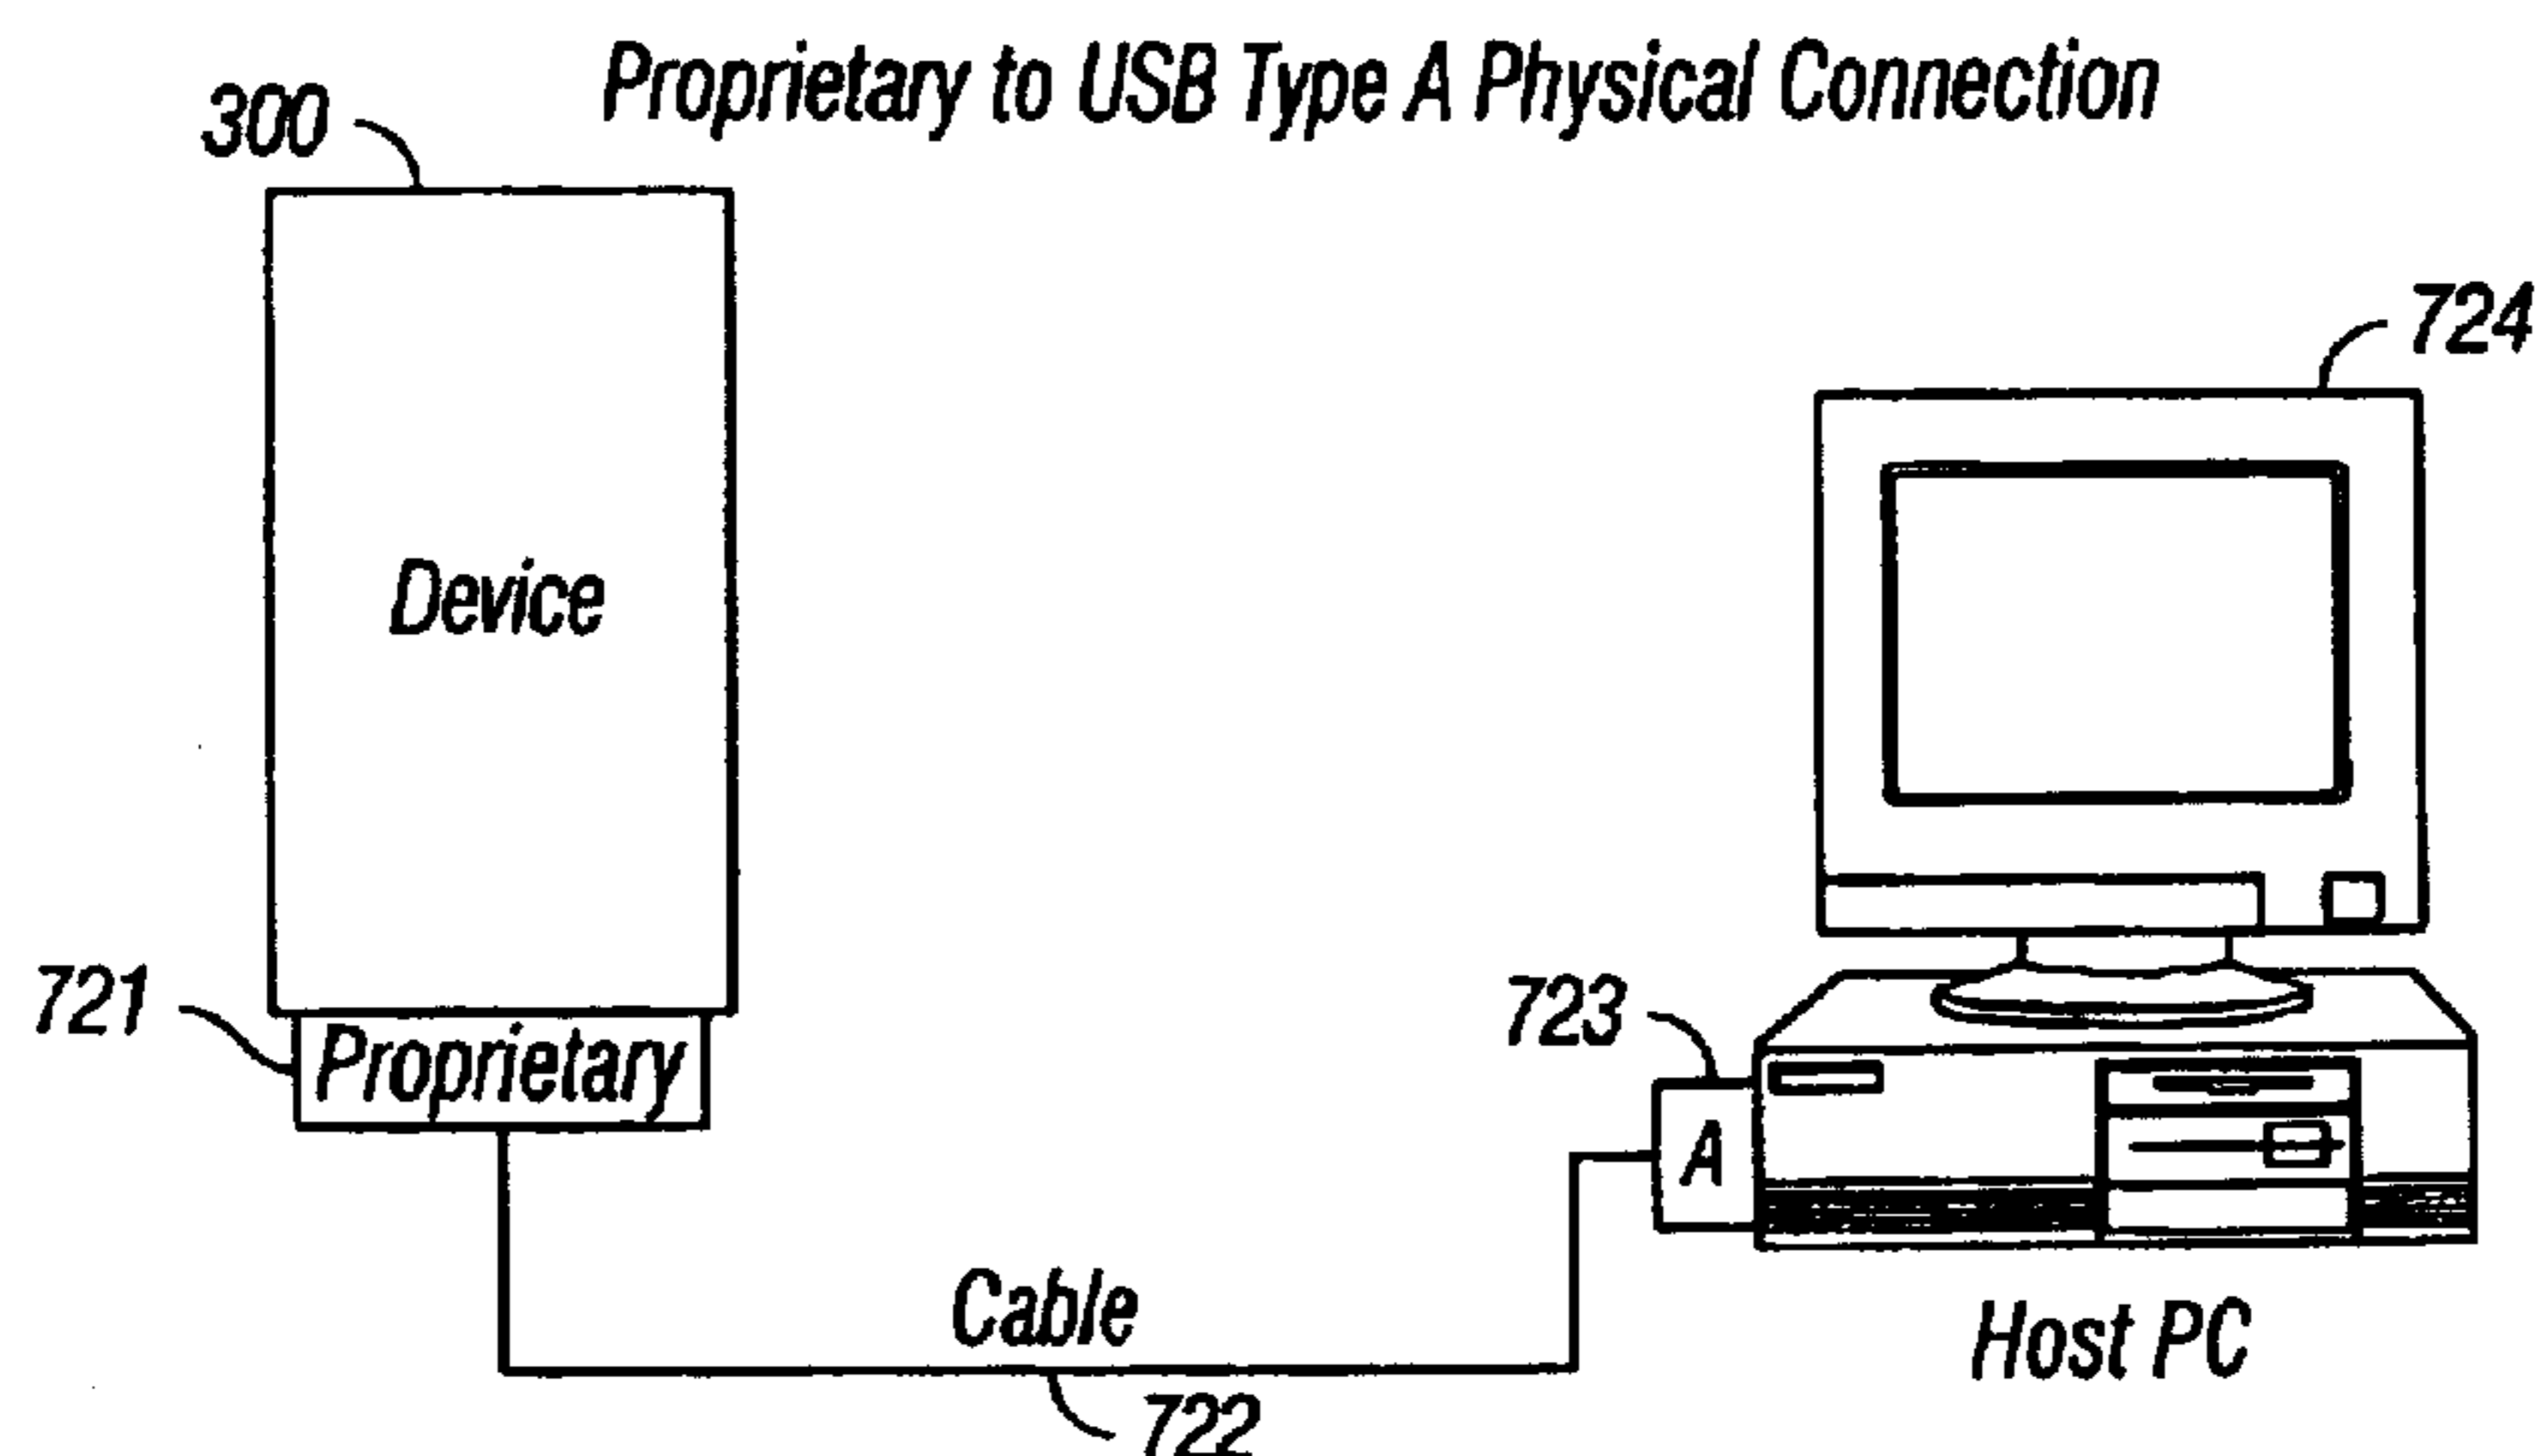 Proprietary to USB Type A Physical Connection
300
724
Device
721
Proprietary
723
A
Cable
722
Host PC